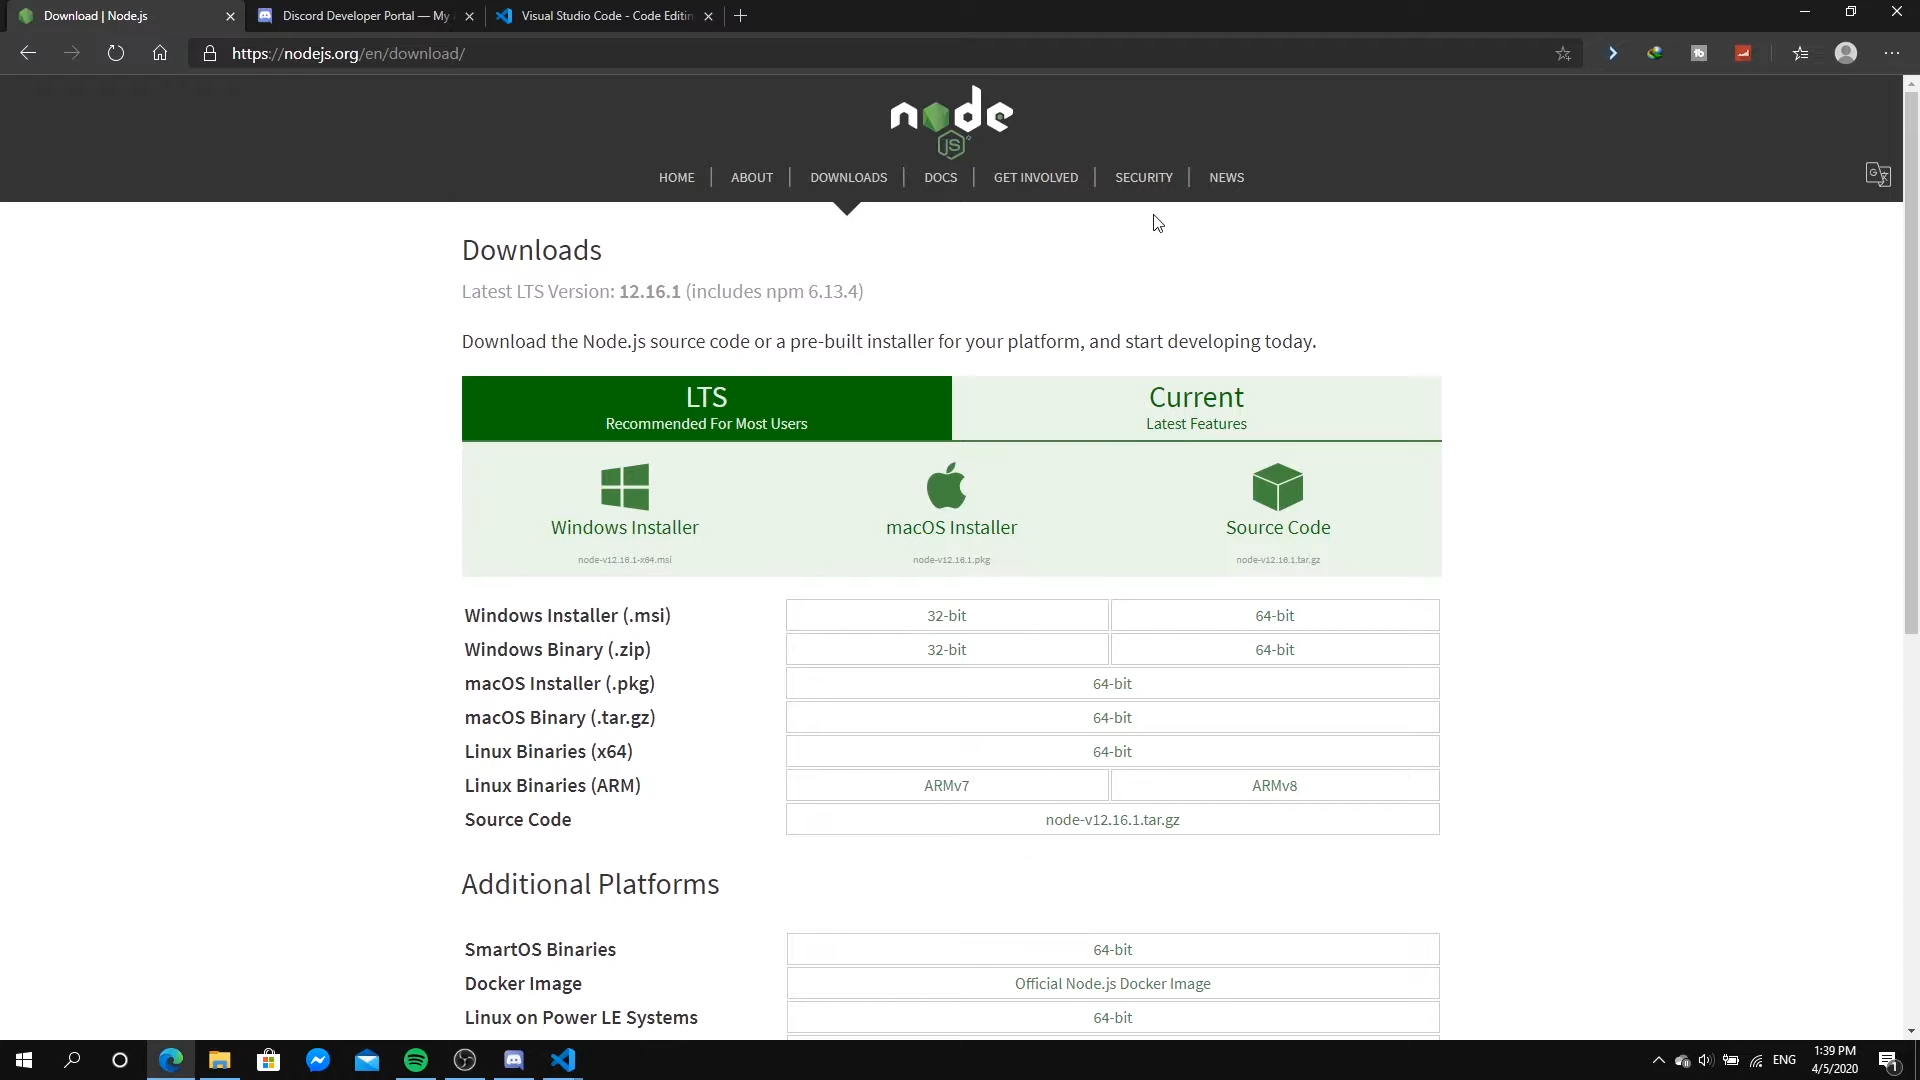 Download | Node.js
Discord Developer Portal — My
Visual Studio Code - Code Editin
https://nodejs.org/en/download/
node
JS
HOME
ABOUT
DOWNLOADS
DOCS
GET INVOLVED
SECURITY
NEWS
Downloads
Latest LTS Version: 12.16.1 (includes npm 6.13.4)
Download the Node.js source code or a pre-built installer for your platform, and start developing today.
LTS
Recommended For Most Users
Current
Latest Features
Windows Installer
node-v12.16.1-x64.msi
macOS Installer
node-v12.16.1.pkg
Source Code
node-v12.16.1.tar.gz
Windows Installer (.msi) 32-bit 64-bit
Windows Binary (.zip) 32-bit 64-bit
macOS Installer (.pkg) 64-bit
macOS Binary (.tar.gz) 64-bit
Linux Binaries (x64) 64-bit
Linux Binaries (ARM) ARMv7 ARMv8
Source Code node-v12.16.1.tar.gz
Additional Platforms
SmartOS Binaries 64-bit
Docker Image Official Node.js Docker Image
Linux on Power LE Systems 64-bit
ENG
1:39 PM
4/5/2020
1